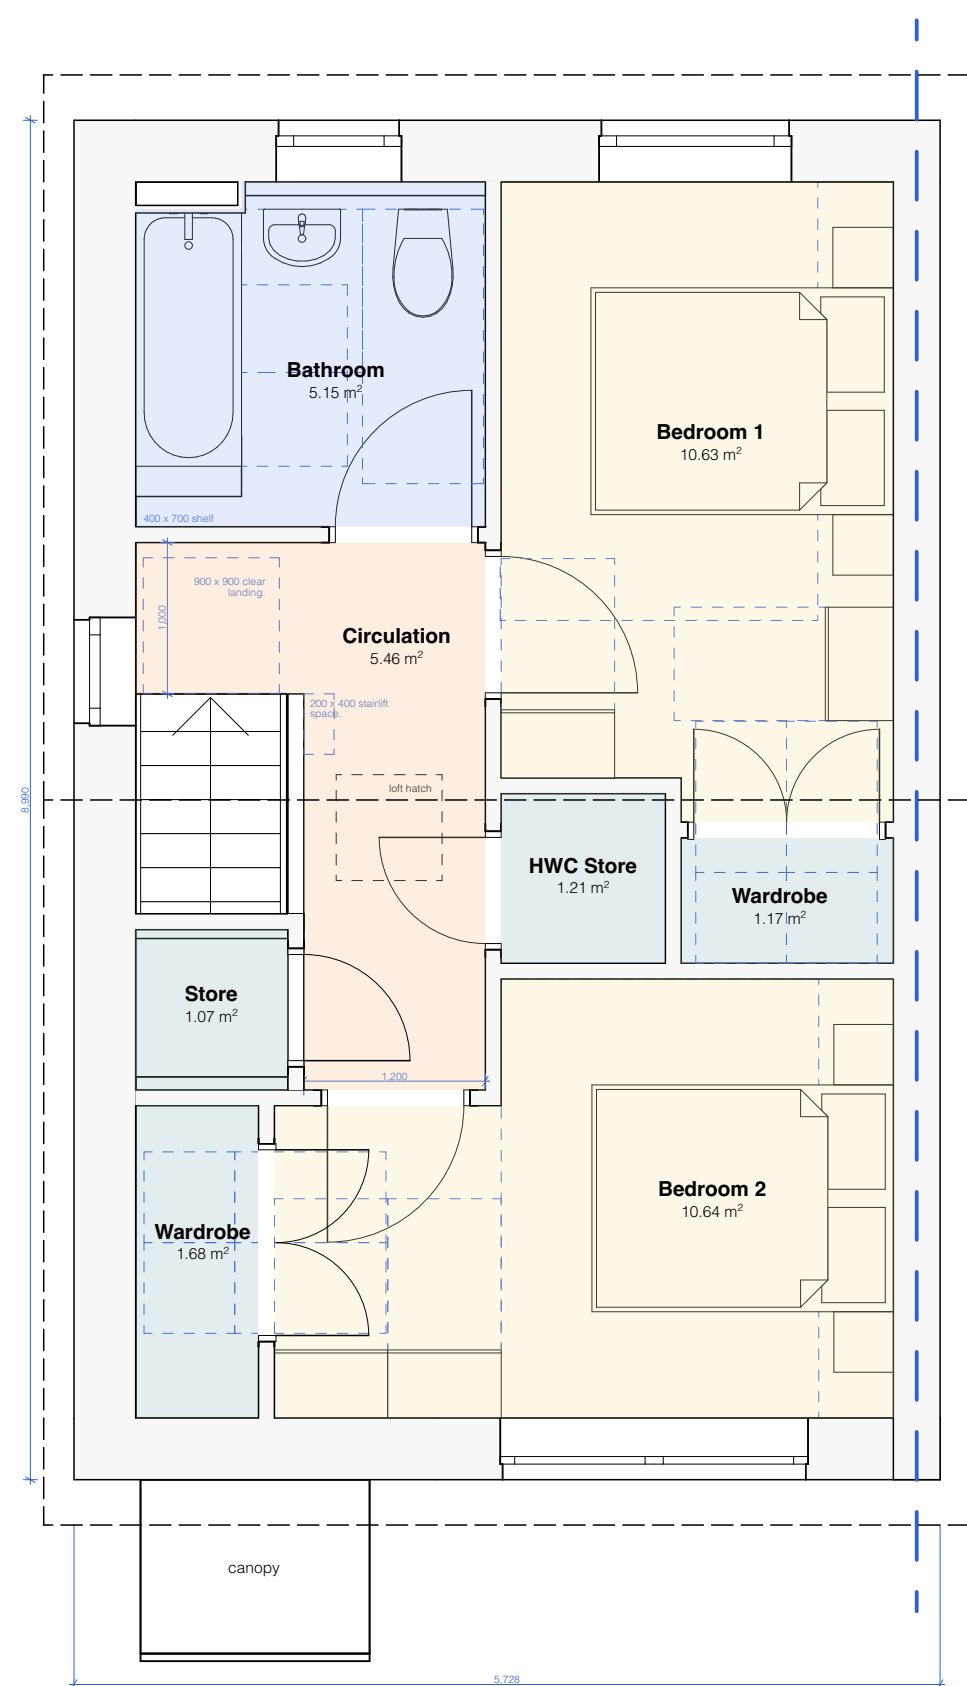 Bathroom
5.15 m²
Bedroom 1
10.63 m²
400 x 700 shelf
900 x 900 clear
landing.
1,000
Circulation
5.46 m²
200 x 400 stairlift
space.
loft hatch
8,990
HWC Store
1.21 m²
Wardrobe
1.17 m²
Store
1.07 m²
1,200
Bedroom 2
10.64 m²
Wardrobe
1.68 m²
canopy
5,728